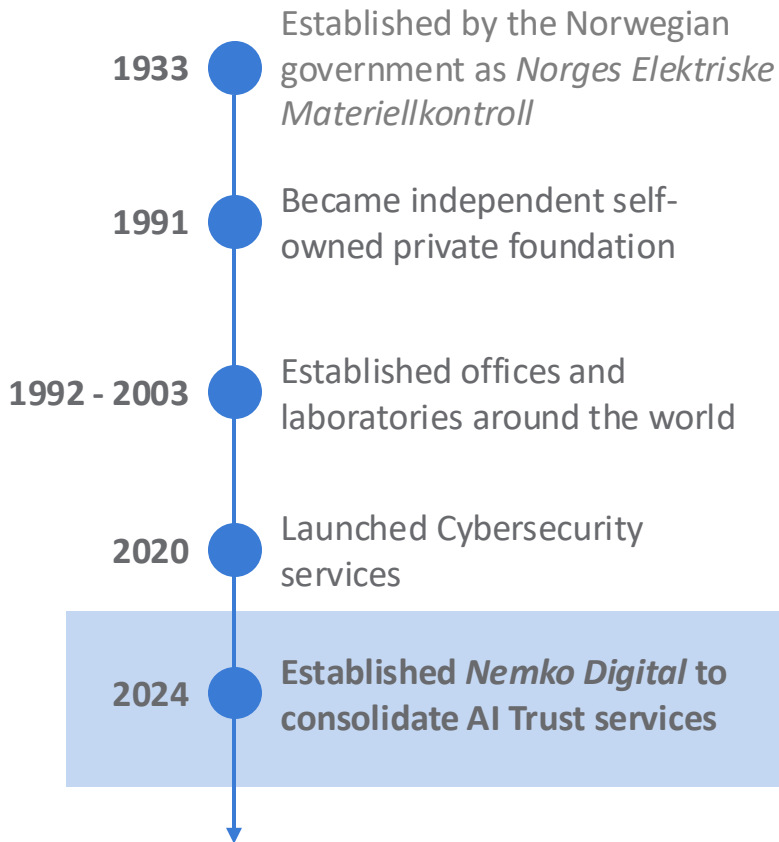 Established by the Norwegian
1933 government as Norges Elektriske
Materiellkontroll
1991
Became independent self-
owned private foundation
1992 - 2003
Established offices and
laboratories around the world
2020
Launched Cybersecurity
services
2024
Established Nemko Digital to
consolidate AI Trust services